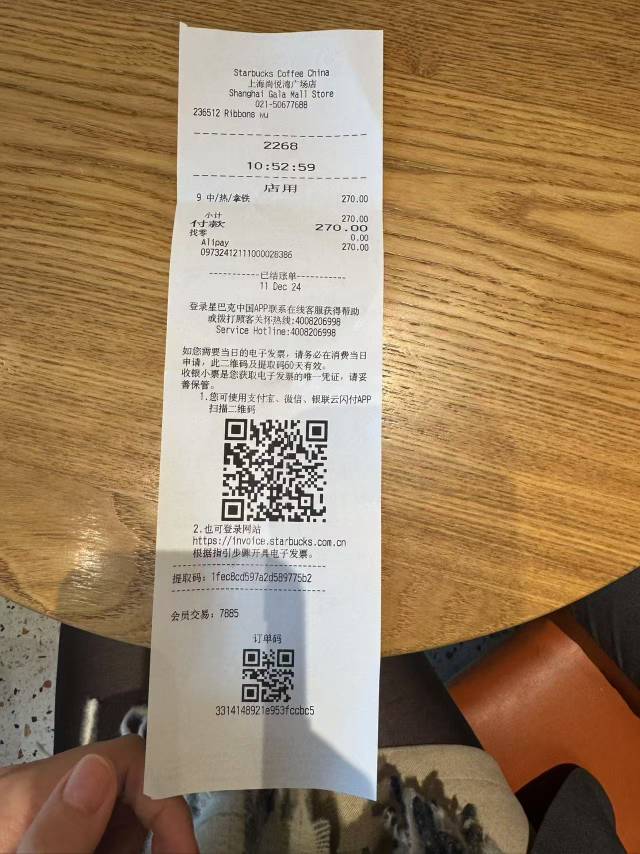 Starbucks Coffee China
上海尚悦湾广场店
Shanghai Gala Mall Store
021-50677688
236512 Ribbons wu
2268
10:52:59
店用
9 中/热/拿铁 270.00
小计 270.00
付款 270.00
找零 0.00
Alipay 270.00
09732412111000028386
已结账单
11 Dec 24
登录星巴克中国APP联系在线客服获得帮助
或拨打顾客关怀热线:4008206998
Service Hotline:4008206998
如您需要当日的电子发票，请务必在消费当日
申请，此二维码及提取码60天有效。
收银小票是您获取电子发票的唯一凭证，请妥
善保管。
1.您可使用支付宝、微信、银联云闪付APP
扫描二维码
2.也可登录网站
https://invoice.starbucks.com.cn
根据指引步骤开具电子发票。
提取码：1fec8cd597a2d589775b2
会员交易：7885
订单码
3314148921e953fccbc5